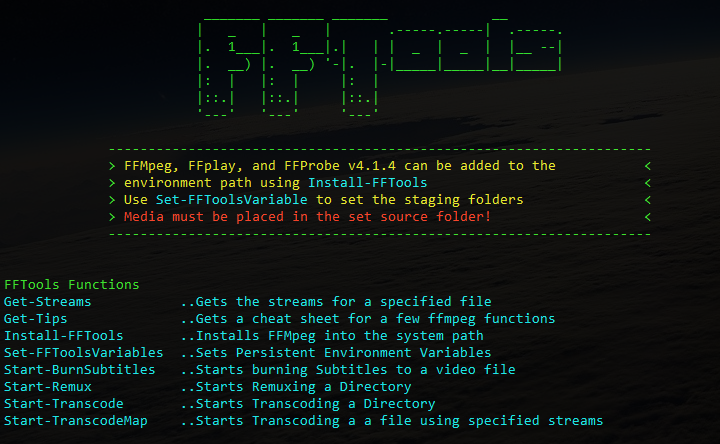 FFTools
> FFMpeg, FFplay, and FFProbe v4.1.4 can be added to the <
> environment path using Install-FFTools <
> Use Set-FFToolsVariable to set the staging folders <
> Media must be placed in the set source folder! <
FFTools Functions
Get-Streams ..Gets the streams for a specified file
Get-Tips ..Gets a cheat sheet for a few ffmpeg functions
Install-FFTools ..Installs FFMpeg into the system path
Set-FFToolsVariables ..Sets Persistent Environment Variables
Start-BurnSubtitles ..Starts burning Subtitles to a video file
Start-Remux ..Starts Remuxing a Directory
Start-Transcode ..Starts Transcoding a Directory
Start-TranscodeMap ..Starts Transcoding a a file using specified streams